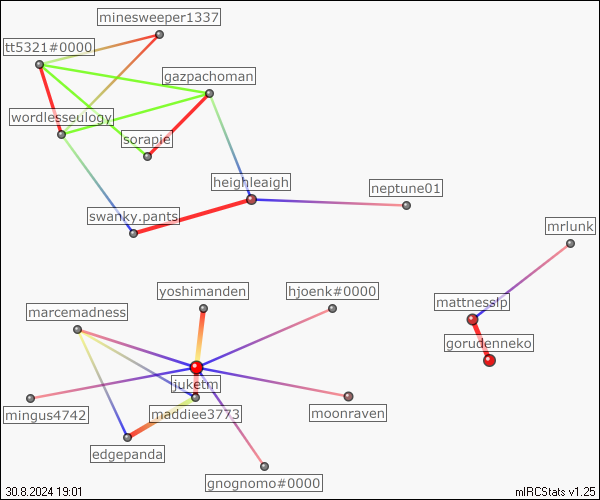 minesweeper1337
tt5321#0000
gazpachoman
wordlesseulogy
sorapie
heighleaigh
neptune01
swanky.pants
mrlunk
yoshimanden
hjoenk#0000
mattnesslp
marcemadness
gorudenneko
juketm
mingus4742
maddiee3773
moonraven
edgepanda
gnognomo#0000
30.8.2024 19:01
mIRCStats v1.25